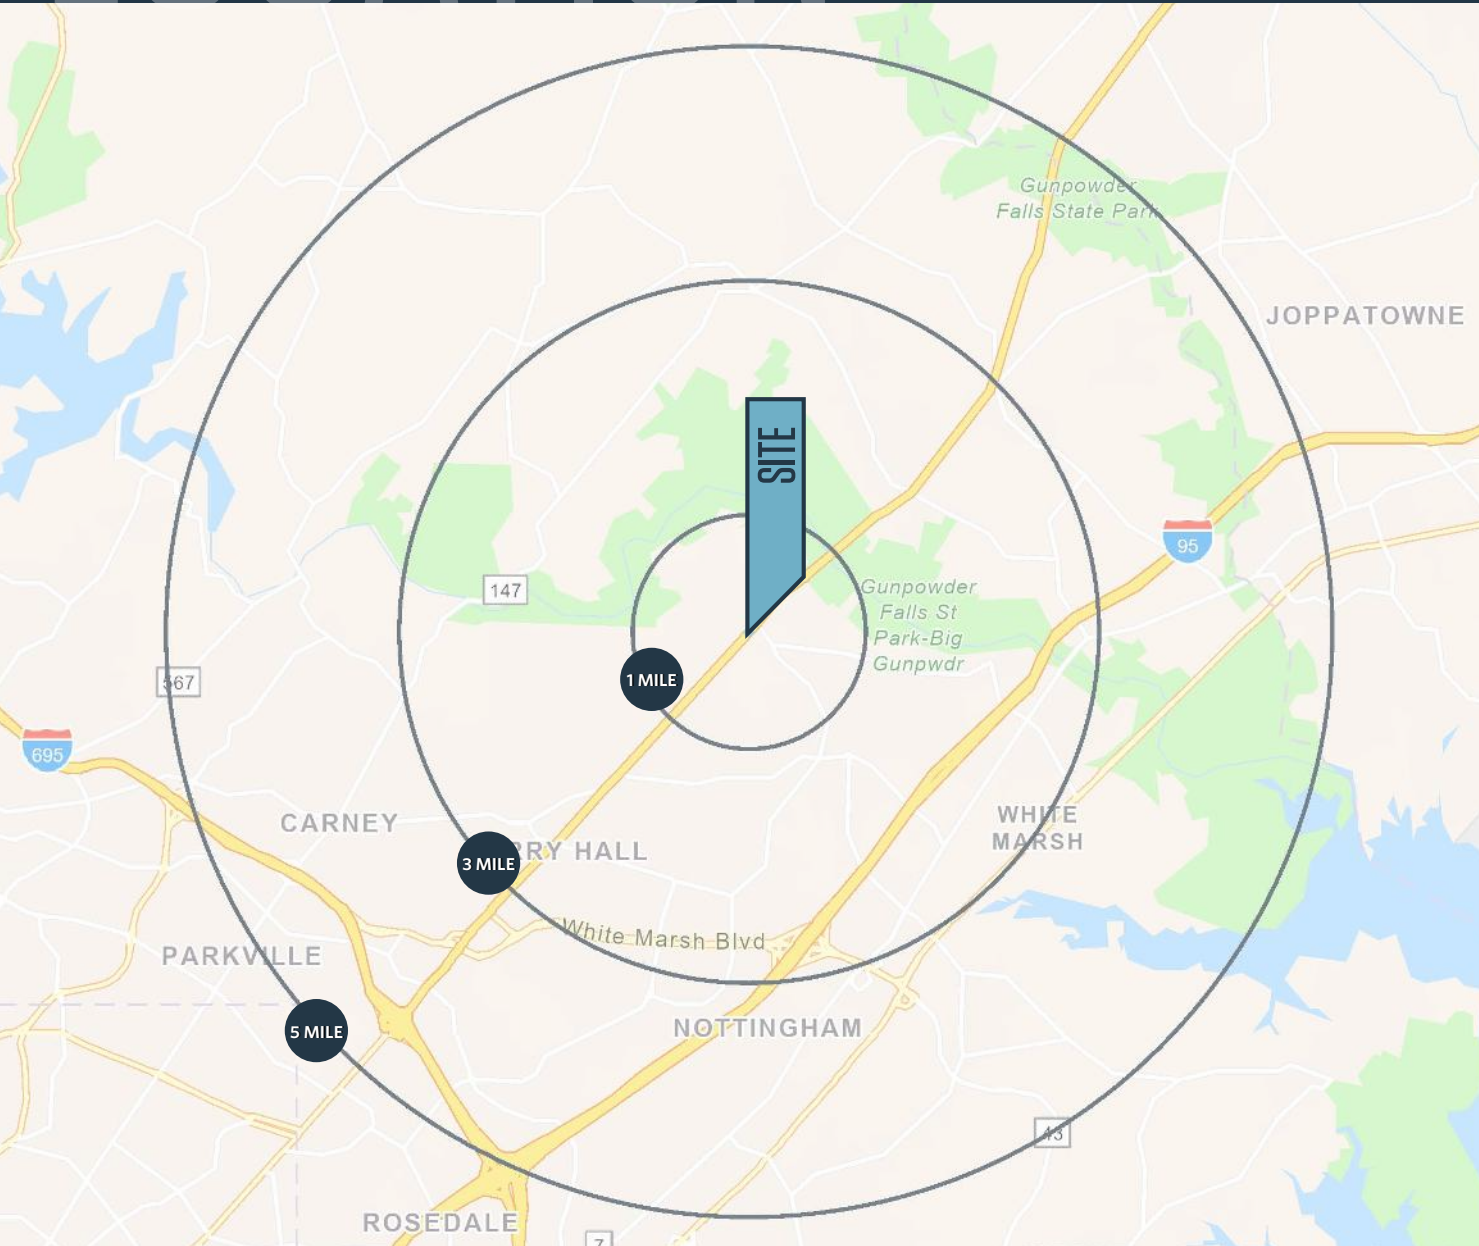 Gunpowder
Falls State Park
JOPPATOWNE
SITE
95
147
Gunpowder
Falls St
Park-Big
Gunpwdr
1 MILE
567
695
CARNEY
WHITE
MARSH
3 MILE
RRY HALL
White Marsh Blvd
PARKVILLE
5 MILE
NOTTINGHAM
43
ROSEDALE
7